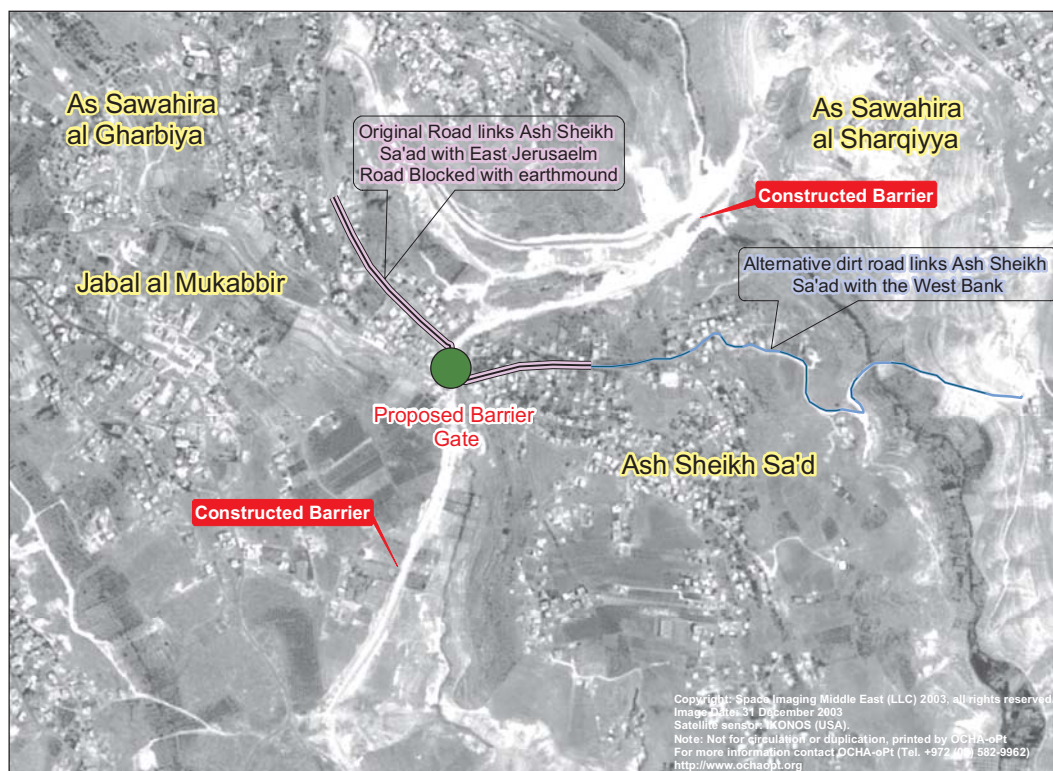 As Sawahira
al Gharbiya
Original Road links Ash Sheikh
Sa'ad with East Jerusaelm
Road Blocked with earthmound
As Sawahira
al Sharqiyya
Constructed Barrier
Alternative dirt road links Ash Sheikh
Sa'ad with the West Bank
Jabal al Mukabbir
Proposed Barrier
Gate
Ash Sheikh Sa'd
Constructed Barrier
Copyright: Space Imaging Middle East (LLC) 2003, all rights reserved.
Image Date: 31 December 2003
Satellite sensor: IKONOS (USA).
Note: Not for circulation or duplication, printed by OCHA-oPt
For more information contact OCHA-oPt (Tel. +972 (02) 582-9962)
http://www.ochaopt.org